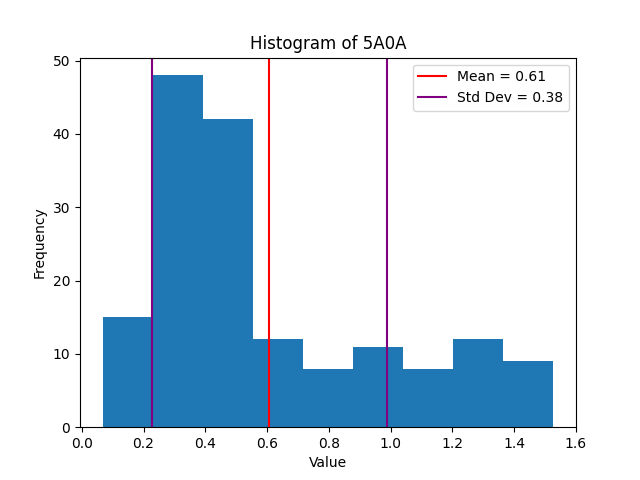 Histogram of 5A0A
Mean = 0.61
Std Dev = 0.38
Frequency
50
40
30
20
10
0
0.0 0.2 0.4 0.6 0.8 1.0 1.2 1.4 1.6
Value